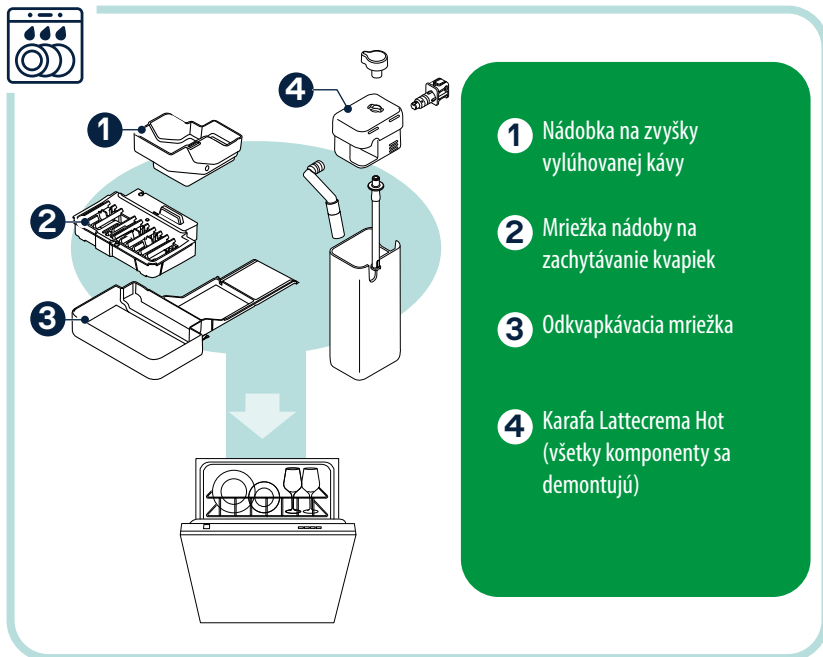 1
2
3
4
1 Nádobka na zvyšky
vylúhovanej kávy
2 Mriežka nádoby na
zachytávanie kvapiek
3 Odkvapkávacia mriežka
4 Karafa Lattecrema Hot
(všetky komponenty sa
demontujú)